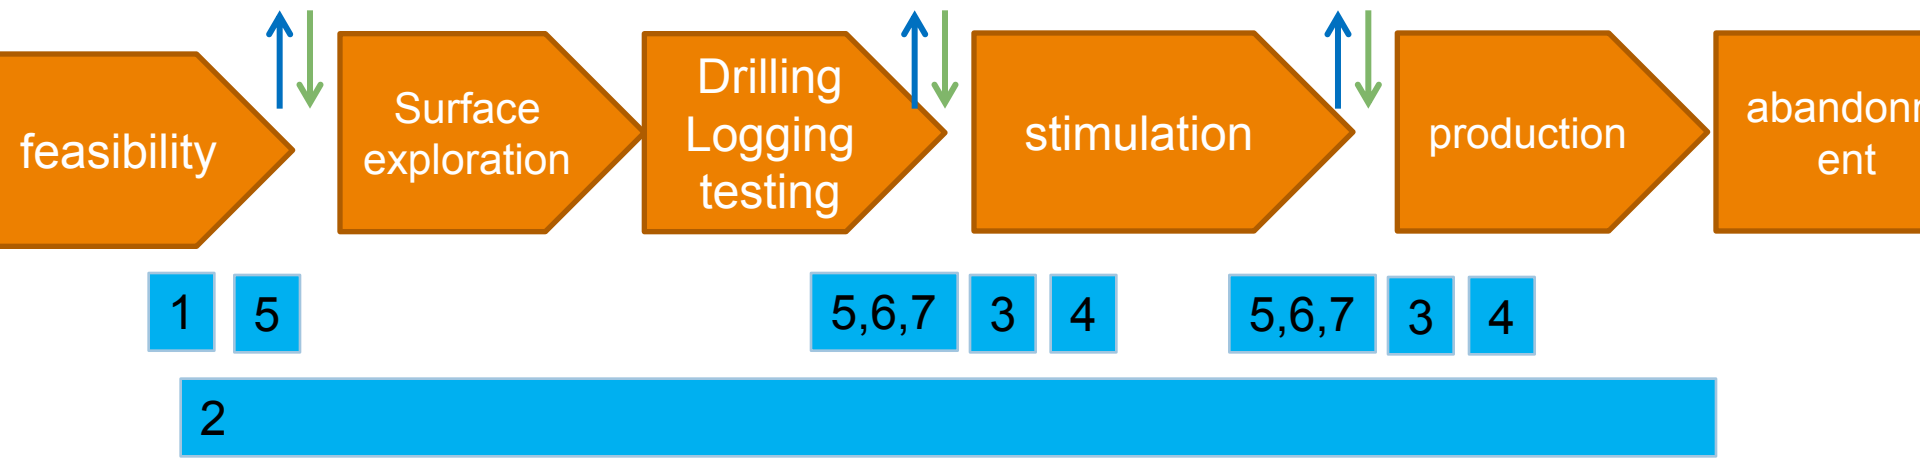 feasibility
Surface
exploration
Drilling
Logging
testing
stimulation
production
abandonm
ent
1
5
5,6,7
3
4
5,6,7
3
4
2